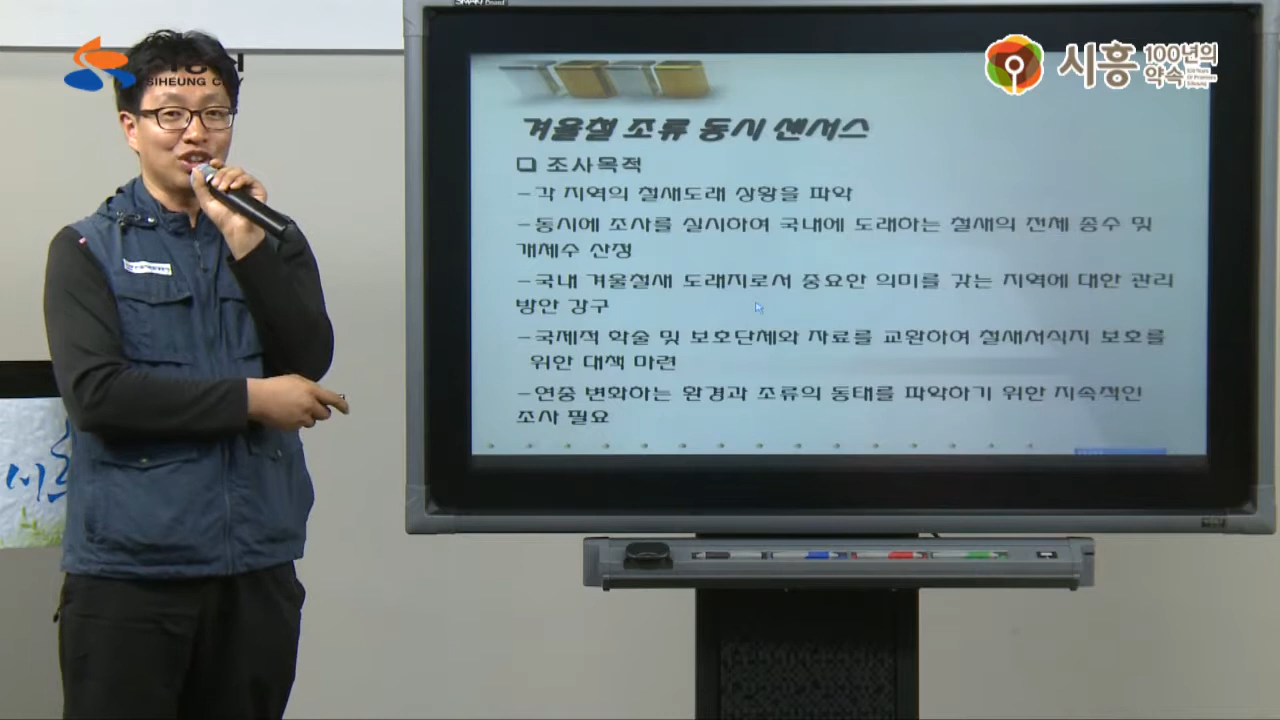 SIHEUNG CITY
시흥
100년의
약속
겨울철 조류 동시 센서스
❏ 조사목적
-각 지역의 철새도래 상황을 파악
-동시에 조사를 실시하여 국내에 도래하는 철새의 전체 종수 및
개체수 산정
-국내 겨울철새 도래지로서 중요한 의미를 갖는 지역에 대한 관리
방안 강구
-국제적 학술 및 보호단체와 자료를 교환하여 철새서식지 보호를
위한 대책 마련
-연중 변화하는 환경과 조류의 동태를 파악하기 위한 지속적인
조사 필요